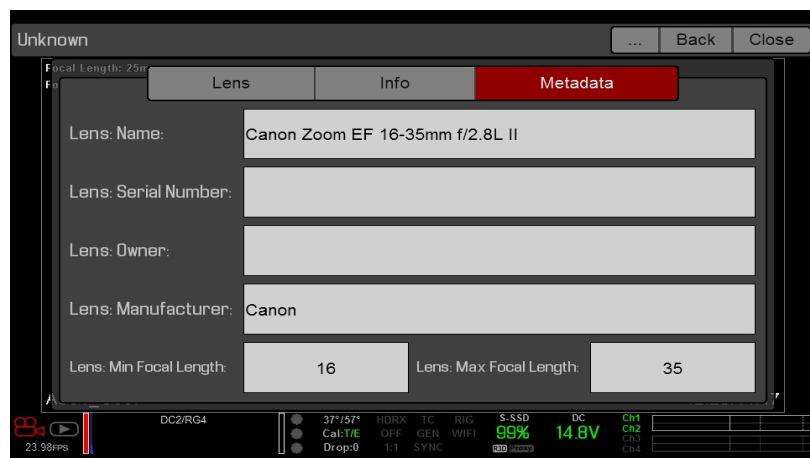 Unknown ... Back Close
Focal Length: 25m
Lens Info Metadata
Lens: Name: Canon Zoom EF 16-35mm f/2.8L II
Lens: Serial Number:
Lens: Owner:
Lens: Manufacturer: Canon
Lens: Min Focal Length: 16 Lens: Max Focal Length: 35
DC2/RG4 37°/57° HDRX TC RIG S-SSD DC Ch1
Cal:T/E OFF GEN WIFI 99% 14.8V Ch2
23.98FPS Drop:0 1:1 SYNC R3D Proxy Ch3
Ch4